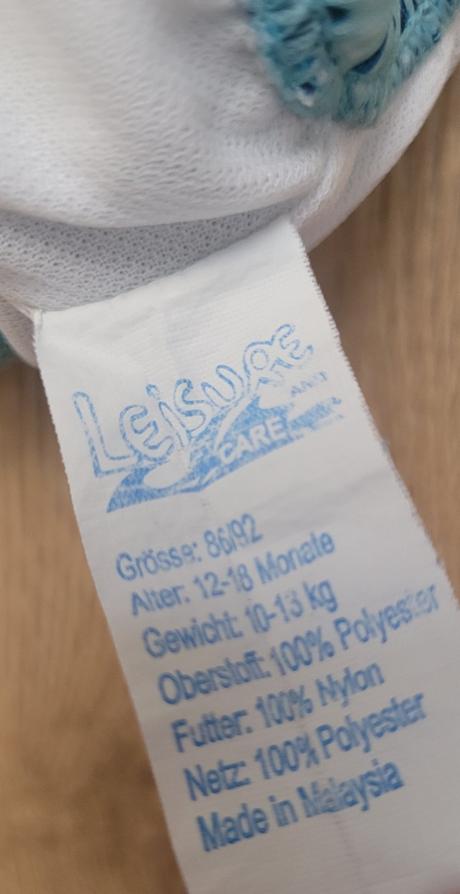 LEISURE
AND
CARE
Grösse: 86/92
Alter: 12-18 Monate
Gewicht: 10-13 kg
Oberstoff: 100% Polyester
Futter: 100% Nylon
Netz: 100% Polyester
Made in Malaysia